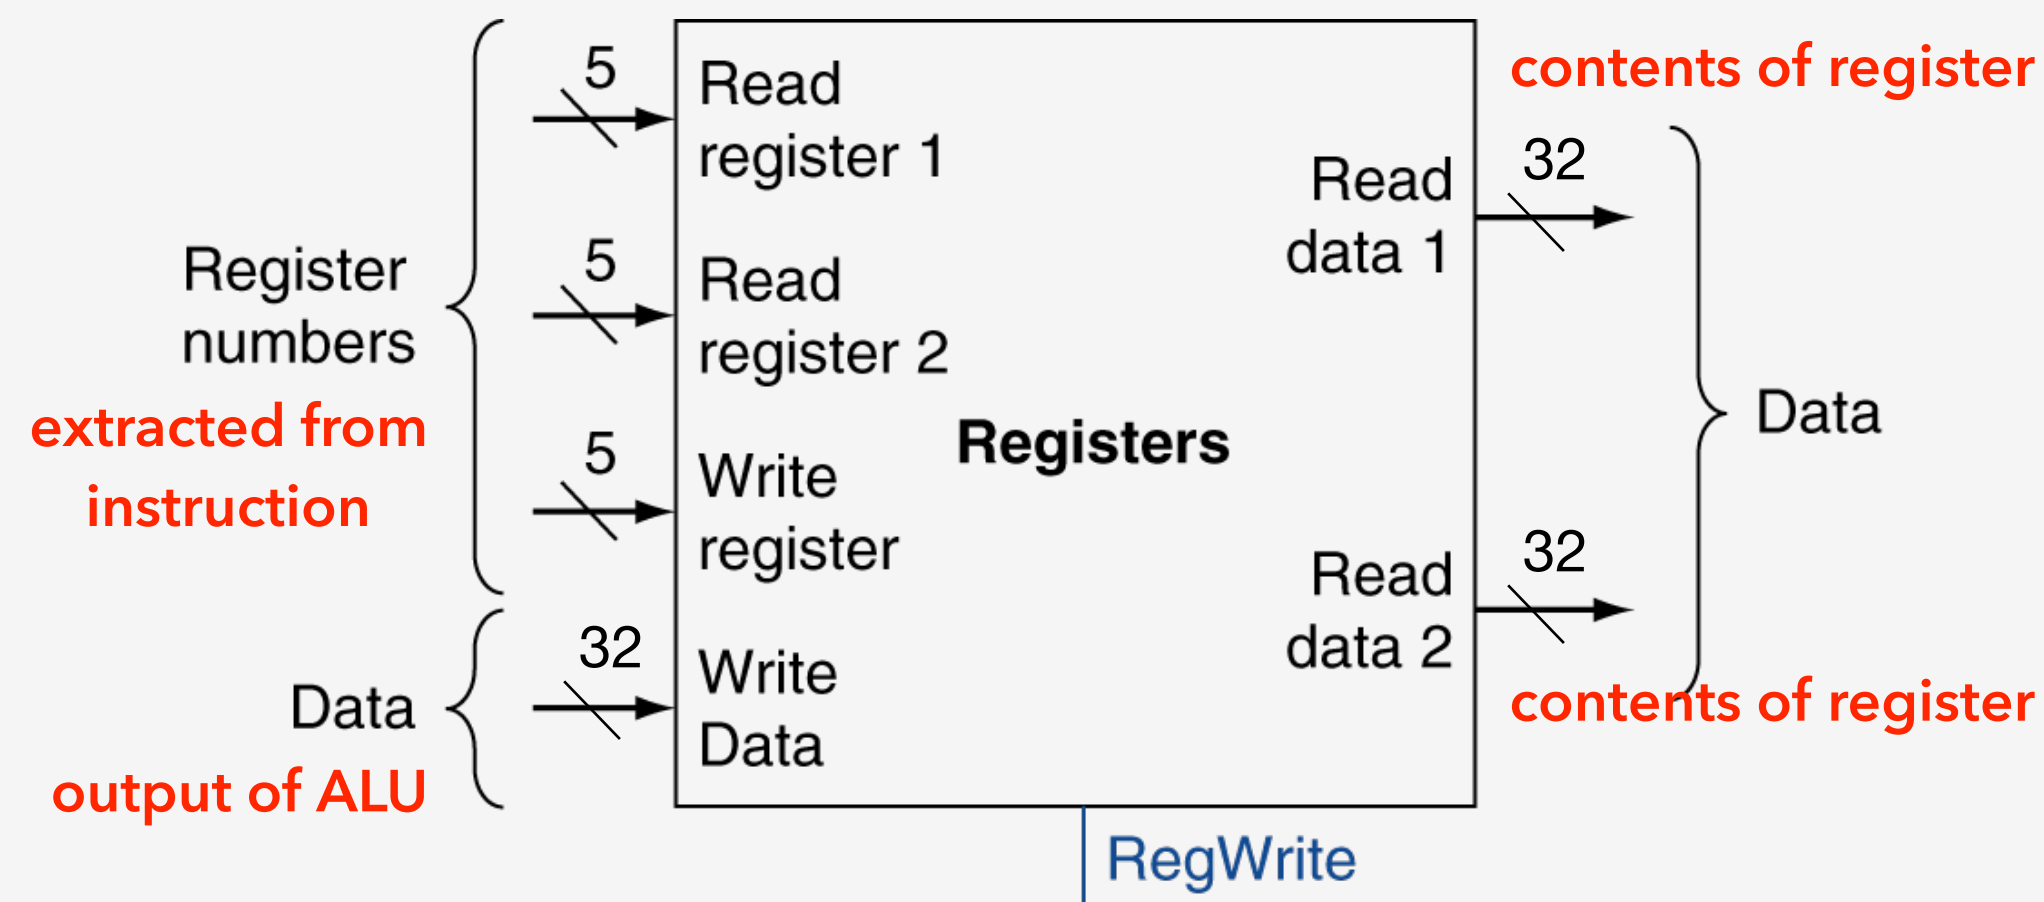 Register
numbers
extracted from
instruction
Data
output of ALU
5
5
5
32
Read
register 1
Read
register 2
Write
register
Write
Data
Registers
Read
data 1
Read
data 2
RegWrite
contents of register
32
32
contents of register
Data